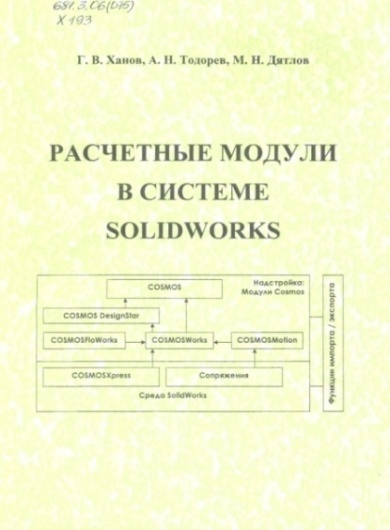 681.3.06(075)
Х 193
Г. В. Ханов, А. Н. Тодорев, М. Н. Дятлов
РАСЧЕТНЫЕ МОДУЛИ
В СИСТЕМЕ
SOLIDWORKS
COSMOS
Надстройка:
Модули Cosmos
COSMOS DesignStar
COSMOSFloWorks
COSMOSWorks
COSMOSMotion
COSMOSXpress
Сопряжения
Среда SolidWorks
Функции импорта / экспорта